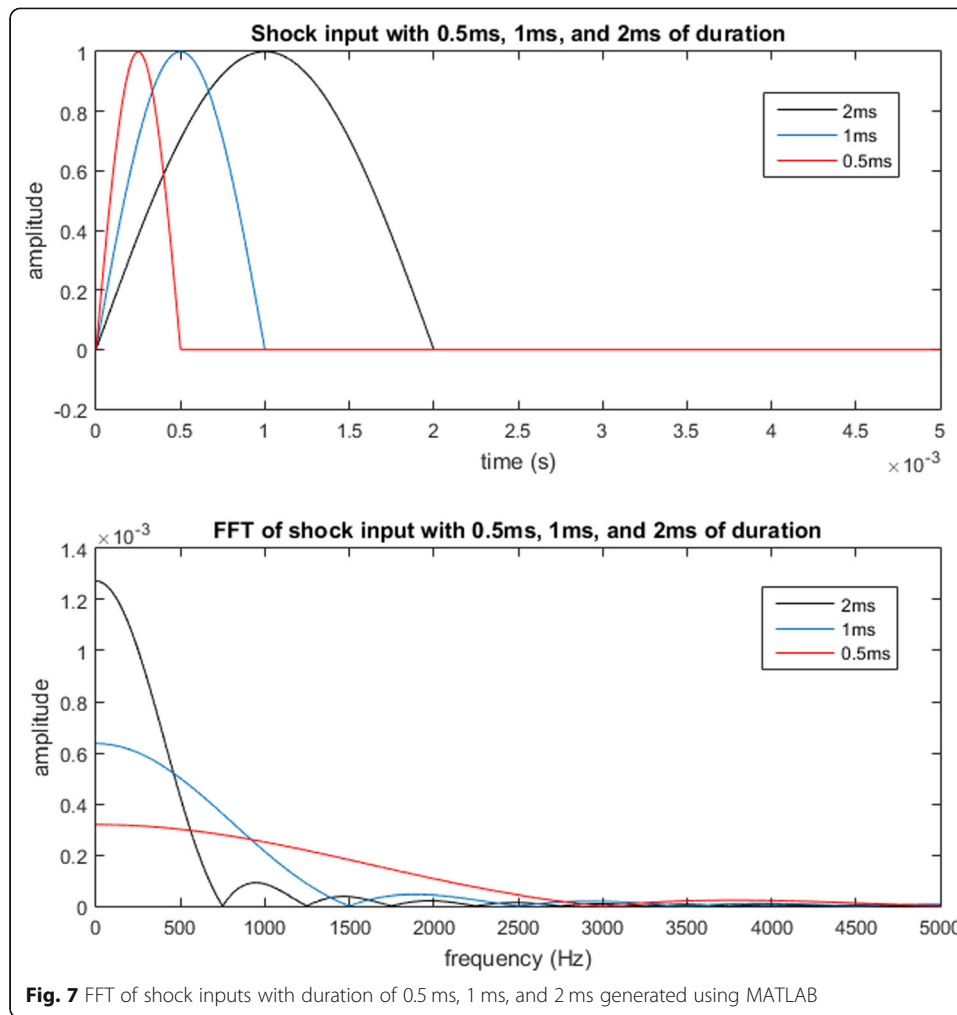 Shock input with 0.5ms, 1ms, and 2ms of duration
1
0.8
0.6
0.4
0.2
0
-0.2
amplitude
2ms
1ms
0.5ms
0 0.5 1 1.5 2 2.5 3 3.5 4 4.5 5
time (s)
×10-3
FFT of shock input with 0.5ms, 1ms, and 2ms of duration
×10-3
1.4
1.2
1
0.8
0.6
0.4
0.2
0
amplitude
2ms
1ms
0.5ms
0 500 1000 1500 2000 2500 3000 3500 4000 4500 5000
frequency (Hz)
Fig. 7 FFT of shock inputs with duration of 0.5 ms, 1 ms, and 2 ms generated using MATLAB